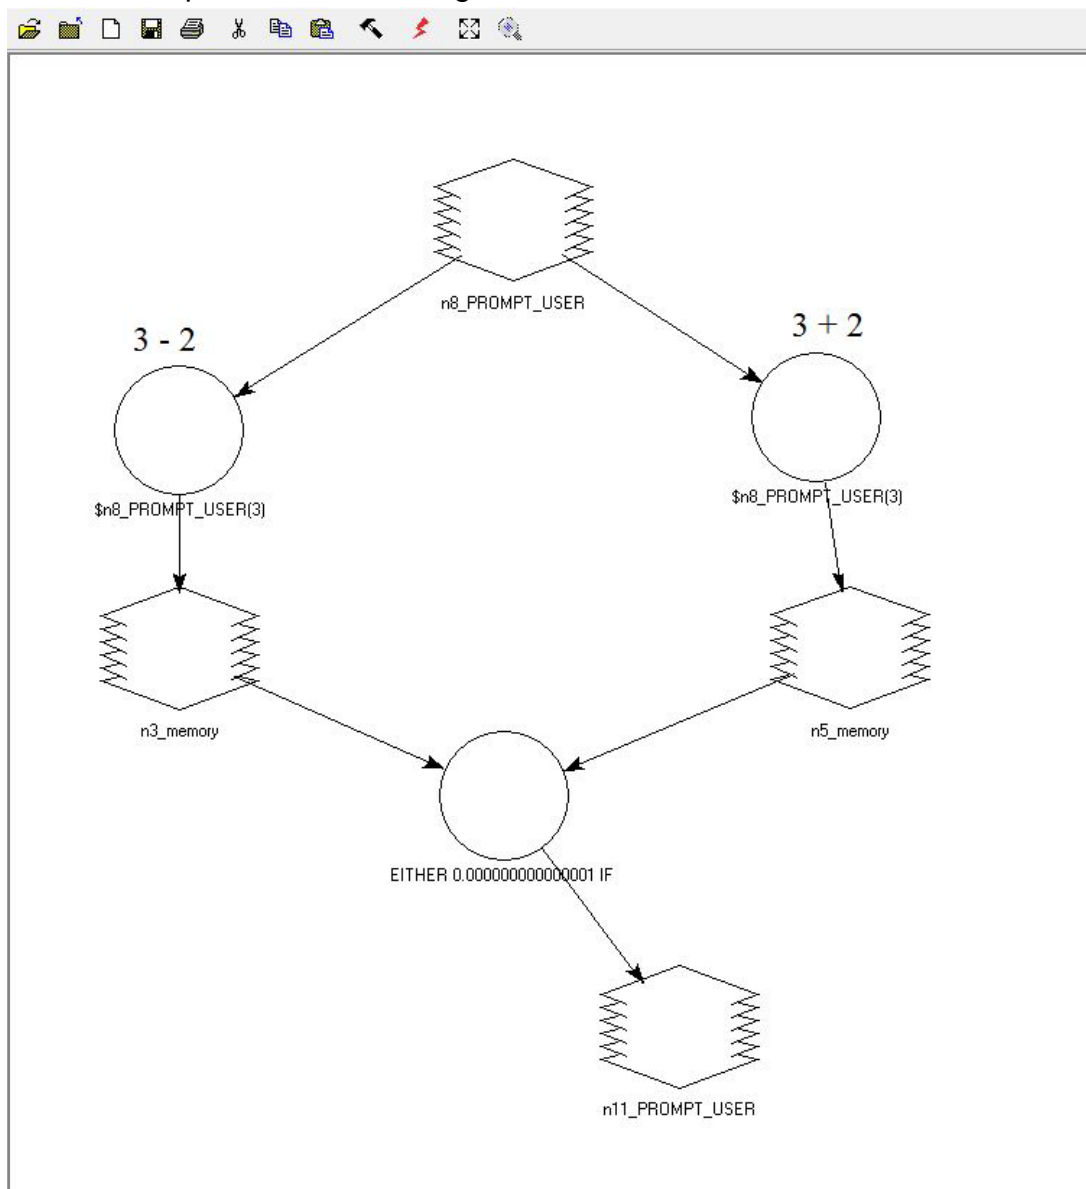 n8_PROMPT_USER
3 - 2
3 + 2
$n8_PROMPT_USER(3)
$n8_PROMPT_USER(3)
n3_memory
n5_memory
EITHER 0.000000000000001 IF
n11_PROMPT_USER